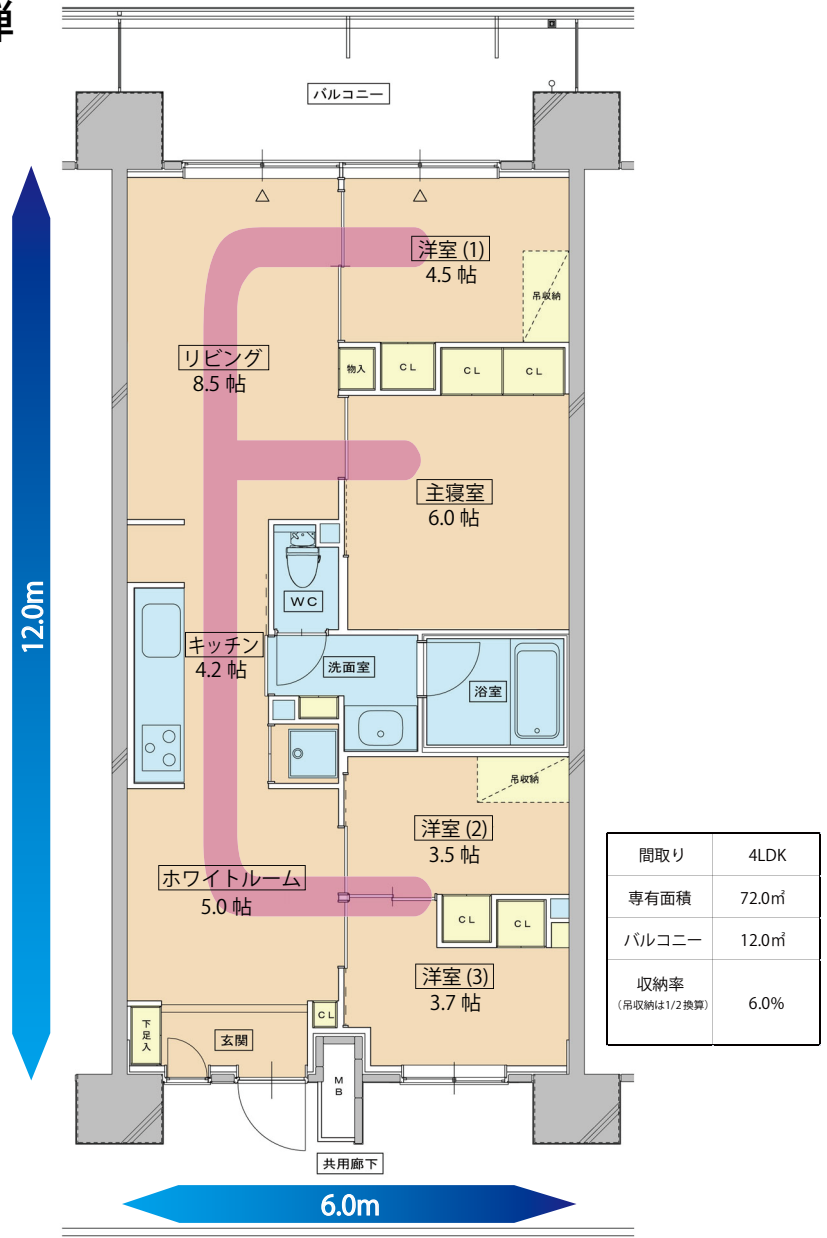 弾
バルコニー
洋室(1)
4.5 帖
吊収納
リビング
8.5 帖
物入
CL
CL
CL
主寝室
6.0 帖
12.0m
WC
キッチン
4.2 帖
洗面室
浴室
吊収納
洋室(2)
3.5 帖
ホワイトルーム
5.0 帖
CL
CL
洋室(3)
3.7 帖
下足入
玄関
CL
MB
共用廊下
6.0m
間取り 4LDK
専有面積 72.0㎡
バルコニー 12.0㎡
収納率
(吊収納は1/2換算)
6.0%